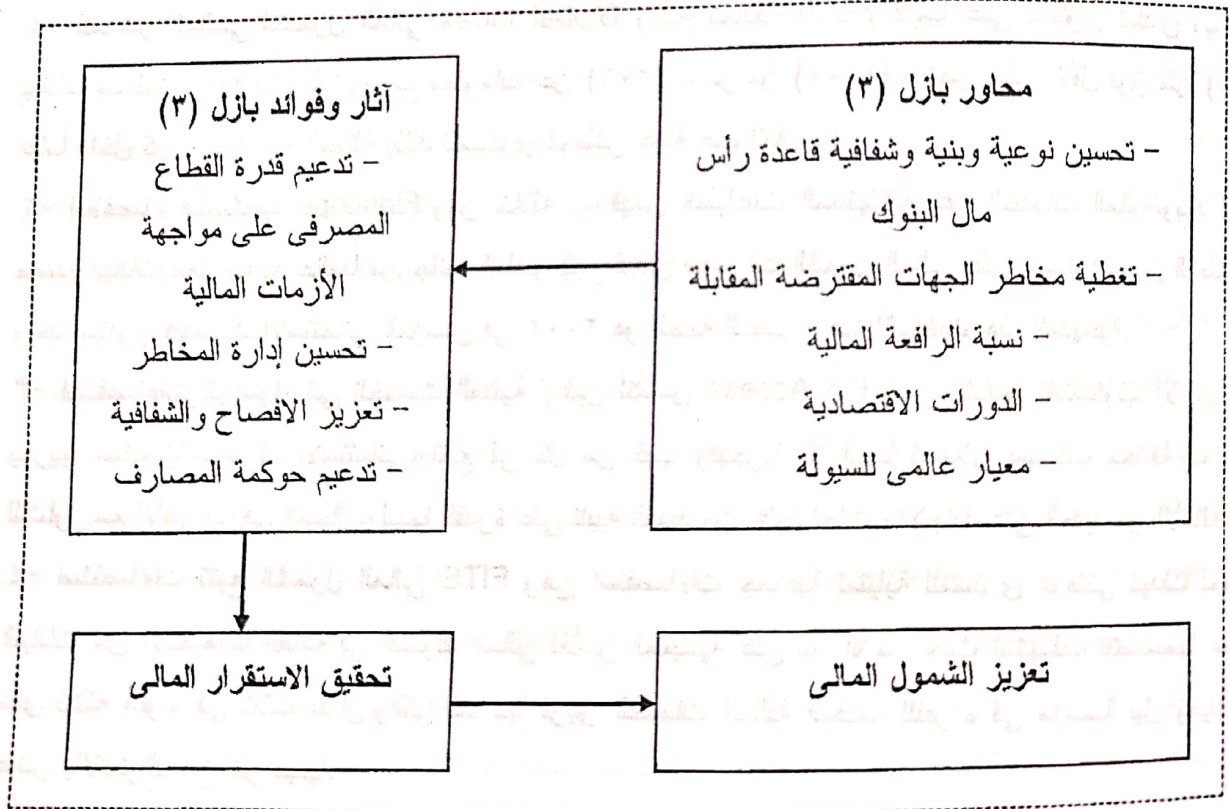 محاور بازل (٣)
- تحسين نوعية وبنية وشفافية قاعدة رأس
مال البنوك
- تغطية مخاطر الجهات المقترضة المقابلة
- نسبة الرافعة المالية
- الدورات الاقتصادية
- معيار عالمى للسيولة
آثار وفوائد بازل (٣)
- تدعيم قدرة القطاع
المصرفى على مواجهة
الأزمات المالية
- تحسين إدارة المخاطر
- تعزيز الافصاح والشفافية
- تدعيم حوكمة المصارف
تحقيق الاستقرار المالى
تعزيز الشمول المالى